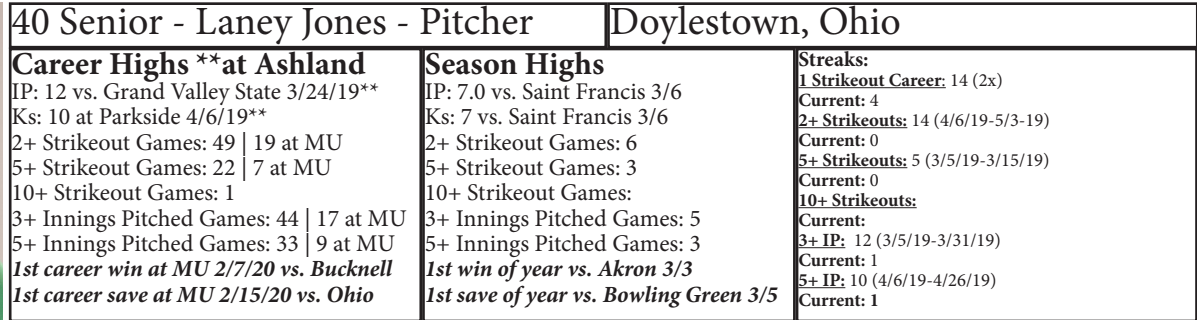 40 Senior - Laney Jones - Pitcher
Doylestown, Ohio
Career Highs **at Ashland
IP: 12 vs. Grand Valley State 3/24/19**
Ks: 10 at Parkside 4/6/19**
2+ Strikeout Games: 49 | 19 at MU
5+ Strikeout Games: 22 | 7 at MU
10+ Strikeout Games: 1
3+ Innings Pitched Games: 44 | 17 at MU
5+ Innings Pitched Games: 33 | 9 at MU
1st career win at MU 2/7/20 vs. Bucknell
1st career save at MU 2/15/20 vs. Ohio
Season Highs
IP: 7.0 vs. Saint Francis 3/6
Ks: 7 vs. Saint Francis 3/6
2+ Strikeout Games: 6
5+ Strikeout Games: 3
10+ Strikeout Games:
3+ Innings Pitched Games: 5
5+ Innings Pitched Games: 3
1st win of year vs. Akron 3/3
1st save of year vs. Bowling Green 3/5
Streaks:
1 Strikeout Career: 14 (2x)
Current: 4
2+ Strikeouts: 14 (4/6/19-5/3-19)
Current: 0
5+ Strikeouts: 5 (3/5/19-3/15/19)
Current: 0
10+ Strikeouts:
Current:
3+ IP: 12 (3/5/19-3/31/19)
Current: 1
5+ IP: 10 (4/6/19-4/26/19)
Current: 1